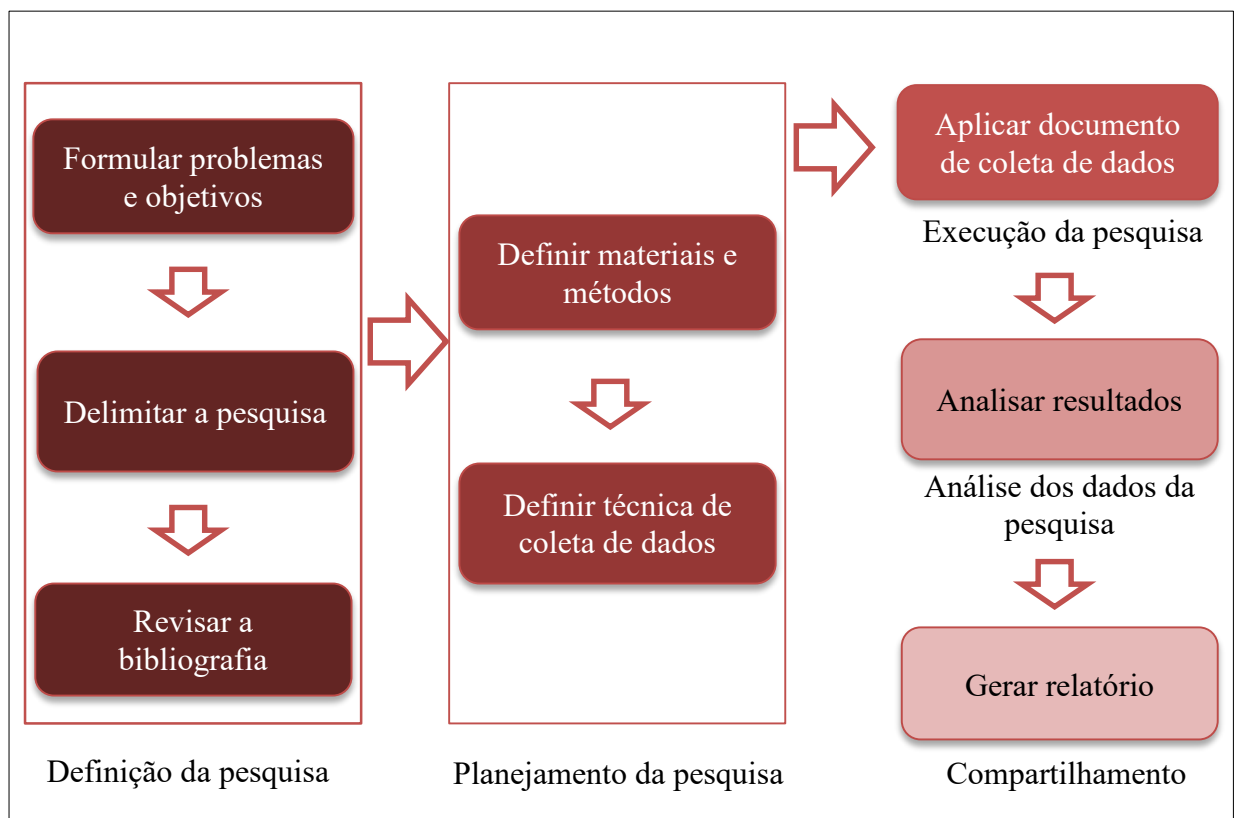 Formular problemas
e objetivos
Delimitar a pesquisa
Revisar a
bibliografia
Definição da pesquisa
Definir materiais e
métodos
Definir técnica de
coleta de dados
Planejamento da pesquisa
Aplicar documento
de coleta de dados
Execução da pesquisa
Analisar resultados
Análise dos dados da
pesquisa
Gerar relatório
Compartilhamento